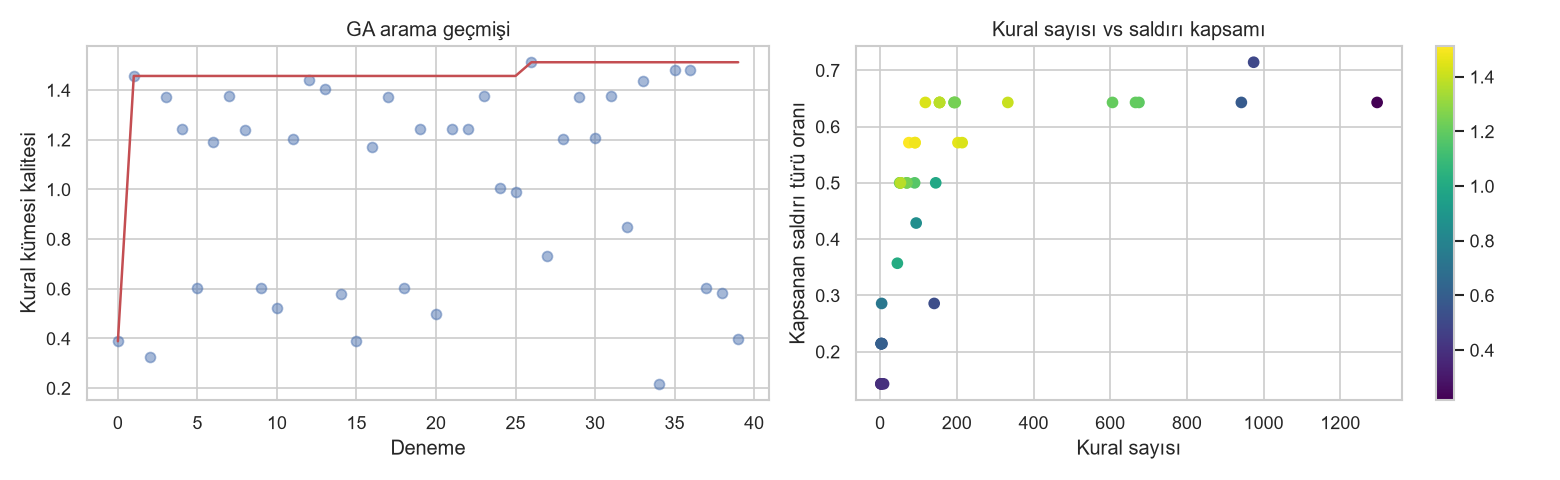 GA arama geçmişi
Kural kümesi kalitesi
1.4
1.2
1.0
0.8
0.6
0.4
0.2
0 5 10 15 20 25 30 35 40
Deneme
Kural sayısı vs saldırı kapsamı
Kapsanan saldırı türü oranı
0.7
0.6
0.5
0.4
0.3
0.2
0 200 400 600 800 1000 1200
Kural sayısı
1.4
1.2
1.0
0.8
0.6
0.4